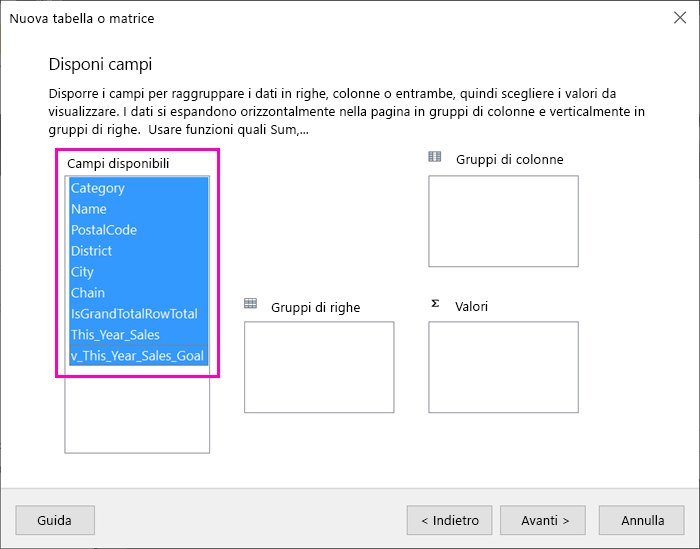 Nuova tabella o matrice
Disponi campi
Disporre i campi per raggruppare i dati in righe, colonne o entrambe, quindi scegliere i valori da
visualizzare. I dati si espandono orizzontalmente nella pagina in gruppi di colonne e verticalmente in
gruppi di righe. Usare funzioni quali Sum,...
Campi disponibili
Category
Name
PostalCode
District
City
Chain
IsGrandTotalRowTotal
This_Year_Sales
v_This_Year_Sales_Goal
Gruppi di colonne
Gruppi di righe
Σ Valori
Guida
< Indietro
Avanti >
Annulla